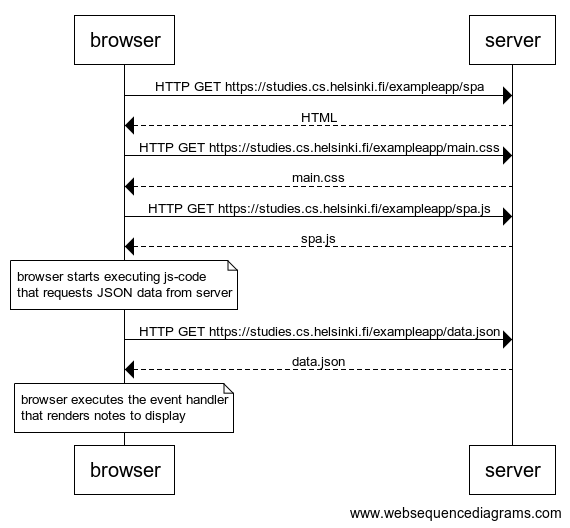 browser server
HTTP GET https://studies.cs.helsinki.fi/exampleapp/spa
HTML
HTTP GET https://studies.cs.helsinki.fi/exampleapp/main.css
main.css
HTTP GET https://studies.cs.helsinki.fi/exampleapp/spa.js
spa.js
browser starts executing js-code
that requests JSON data from server
HTTP GET https://studies.cs.helsinki.fi/exampleapp/data.json
data.json
browser executes the event handler
that renders notes to display
browser server
www.websequencediagrams.com